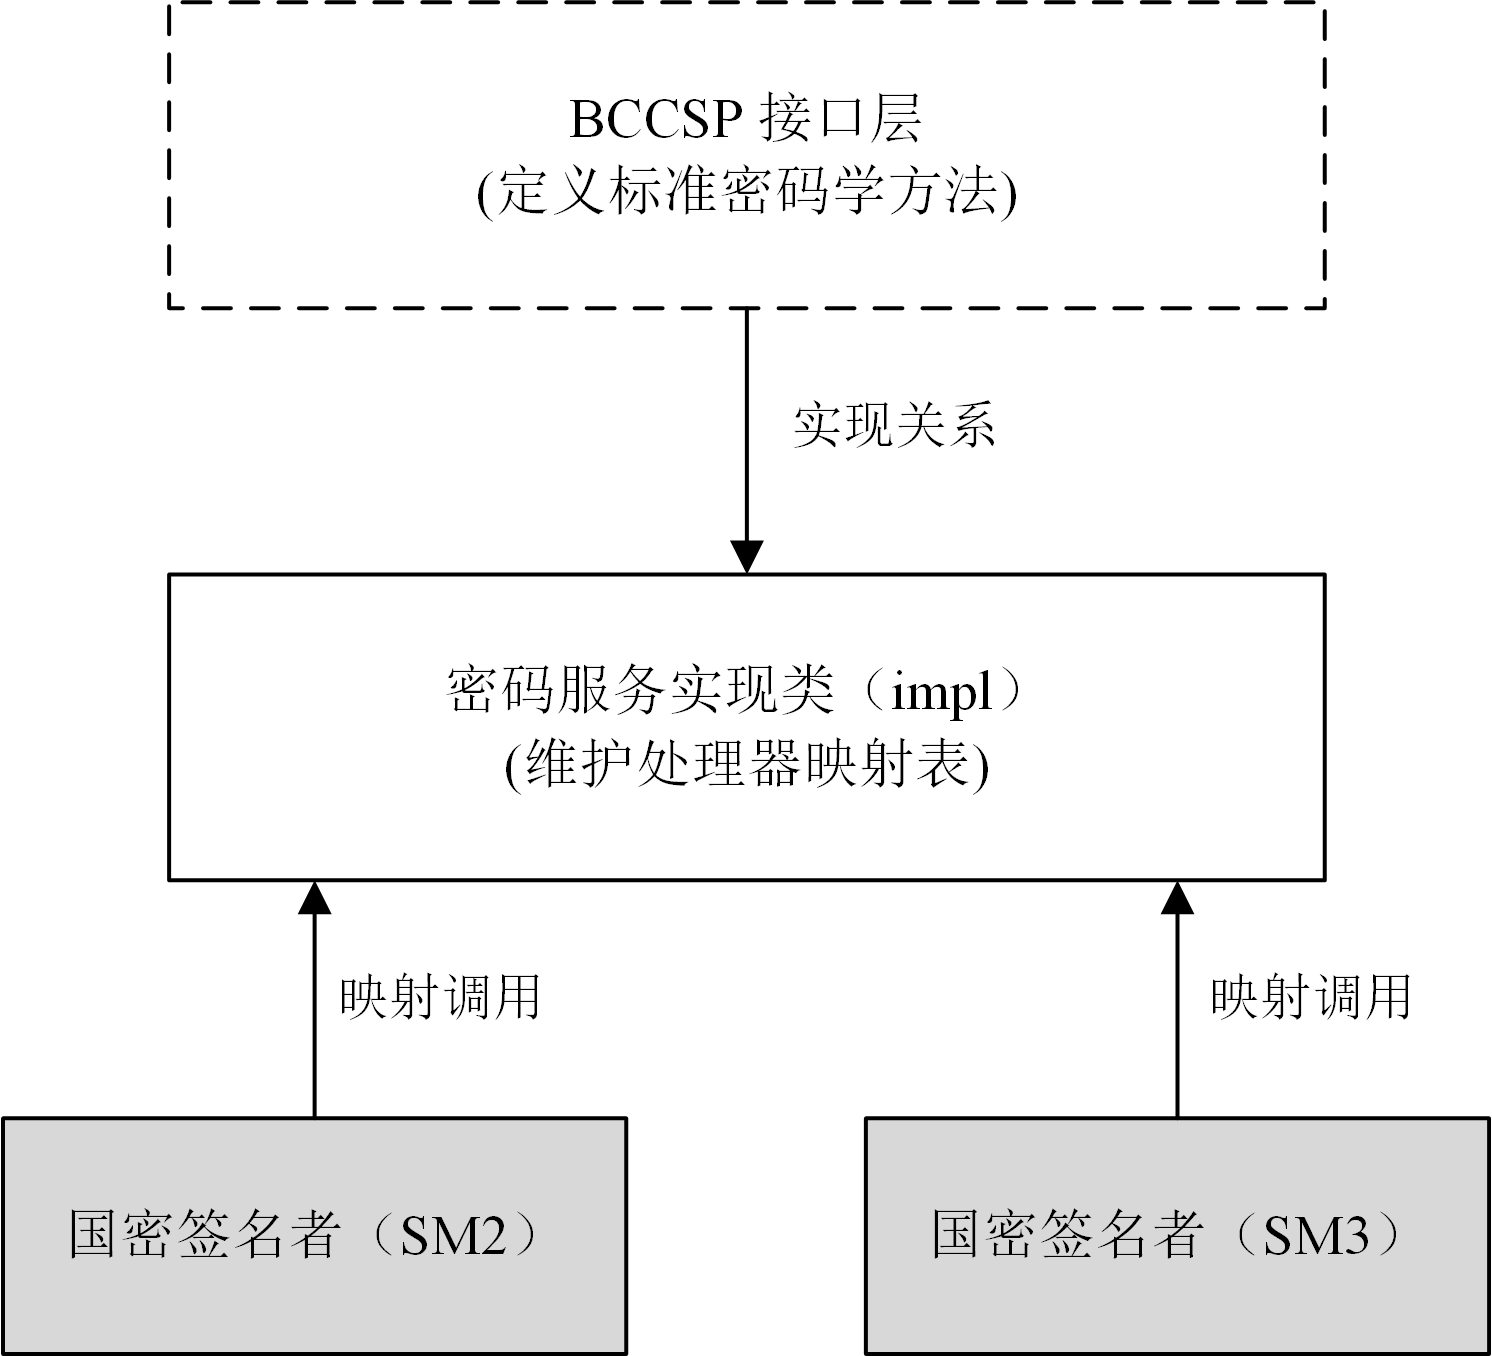 BCCSP 接口层
(定义标准密码学方法)
实现关系
密码服务实现类（impl）
(维护处理器映射表)
映射调用
映射调用
国密签名者（SM2）
国密签名者（SM3）